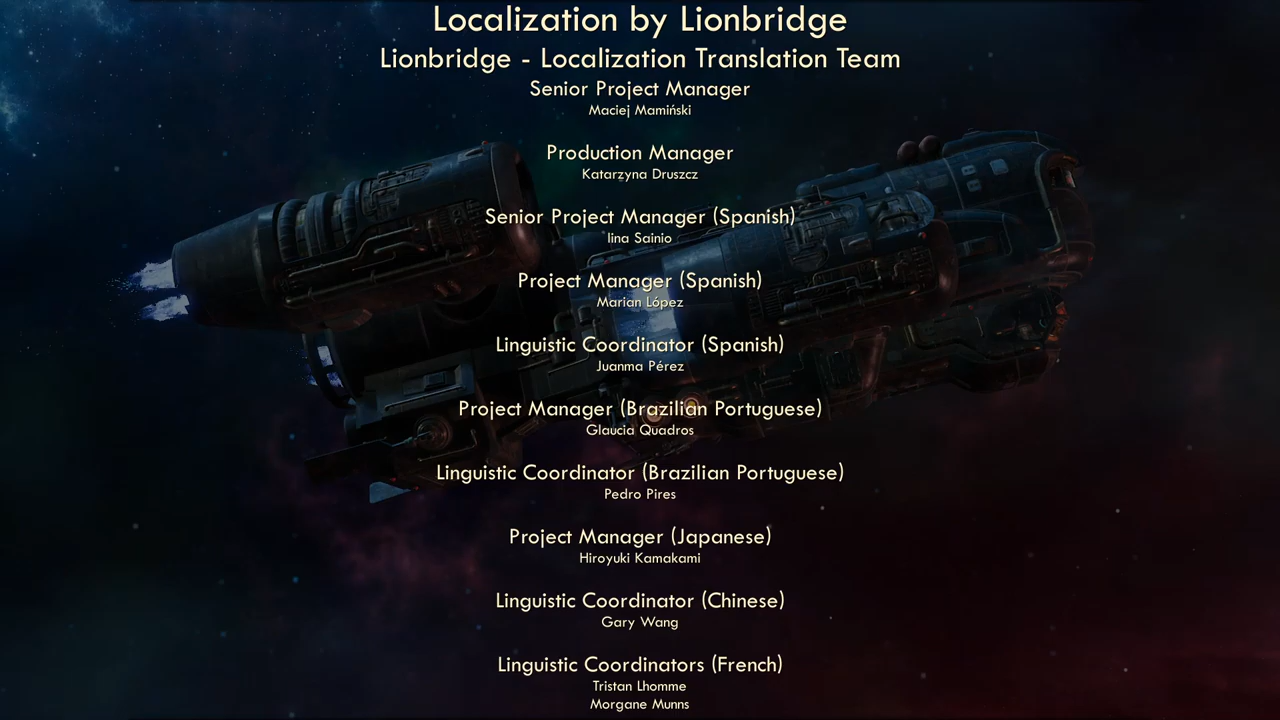 Localization by Lionbridge
Lionbridge - Localization Translation Team
Senior Project Manager
Maciej Mamiński
Production Manager
Katarzyna Druszcz
Senior Project Manager (Spanish)
Iina Sainio
Project Manager (Spanish)
Marian López
Linguistic Coordinator (Spanish)
Juanma Pérez
Project Manager (Brazilian Portuguese)
Glaucia Quadros
Linguistic Coordinator (Brazilian Portuguese)
Pedro Pires
Project Manager (Japanese)
Hiroyuki Kamakami
Linguistic Coordinator (Chinese)
Gary Wang
Linguistic Coordinators (French)
Tristan Lhomme
Morgane Munns